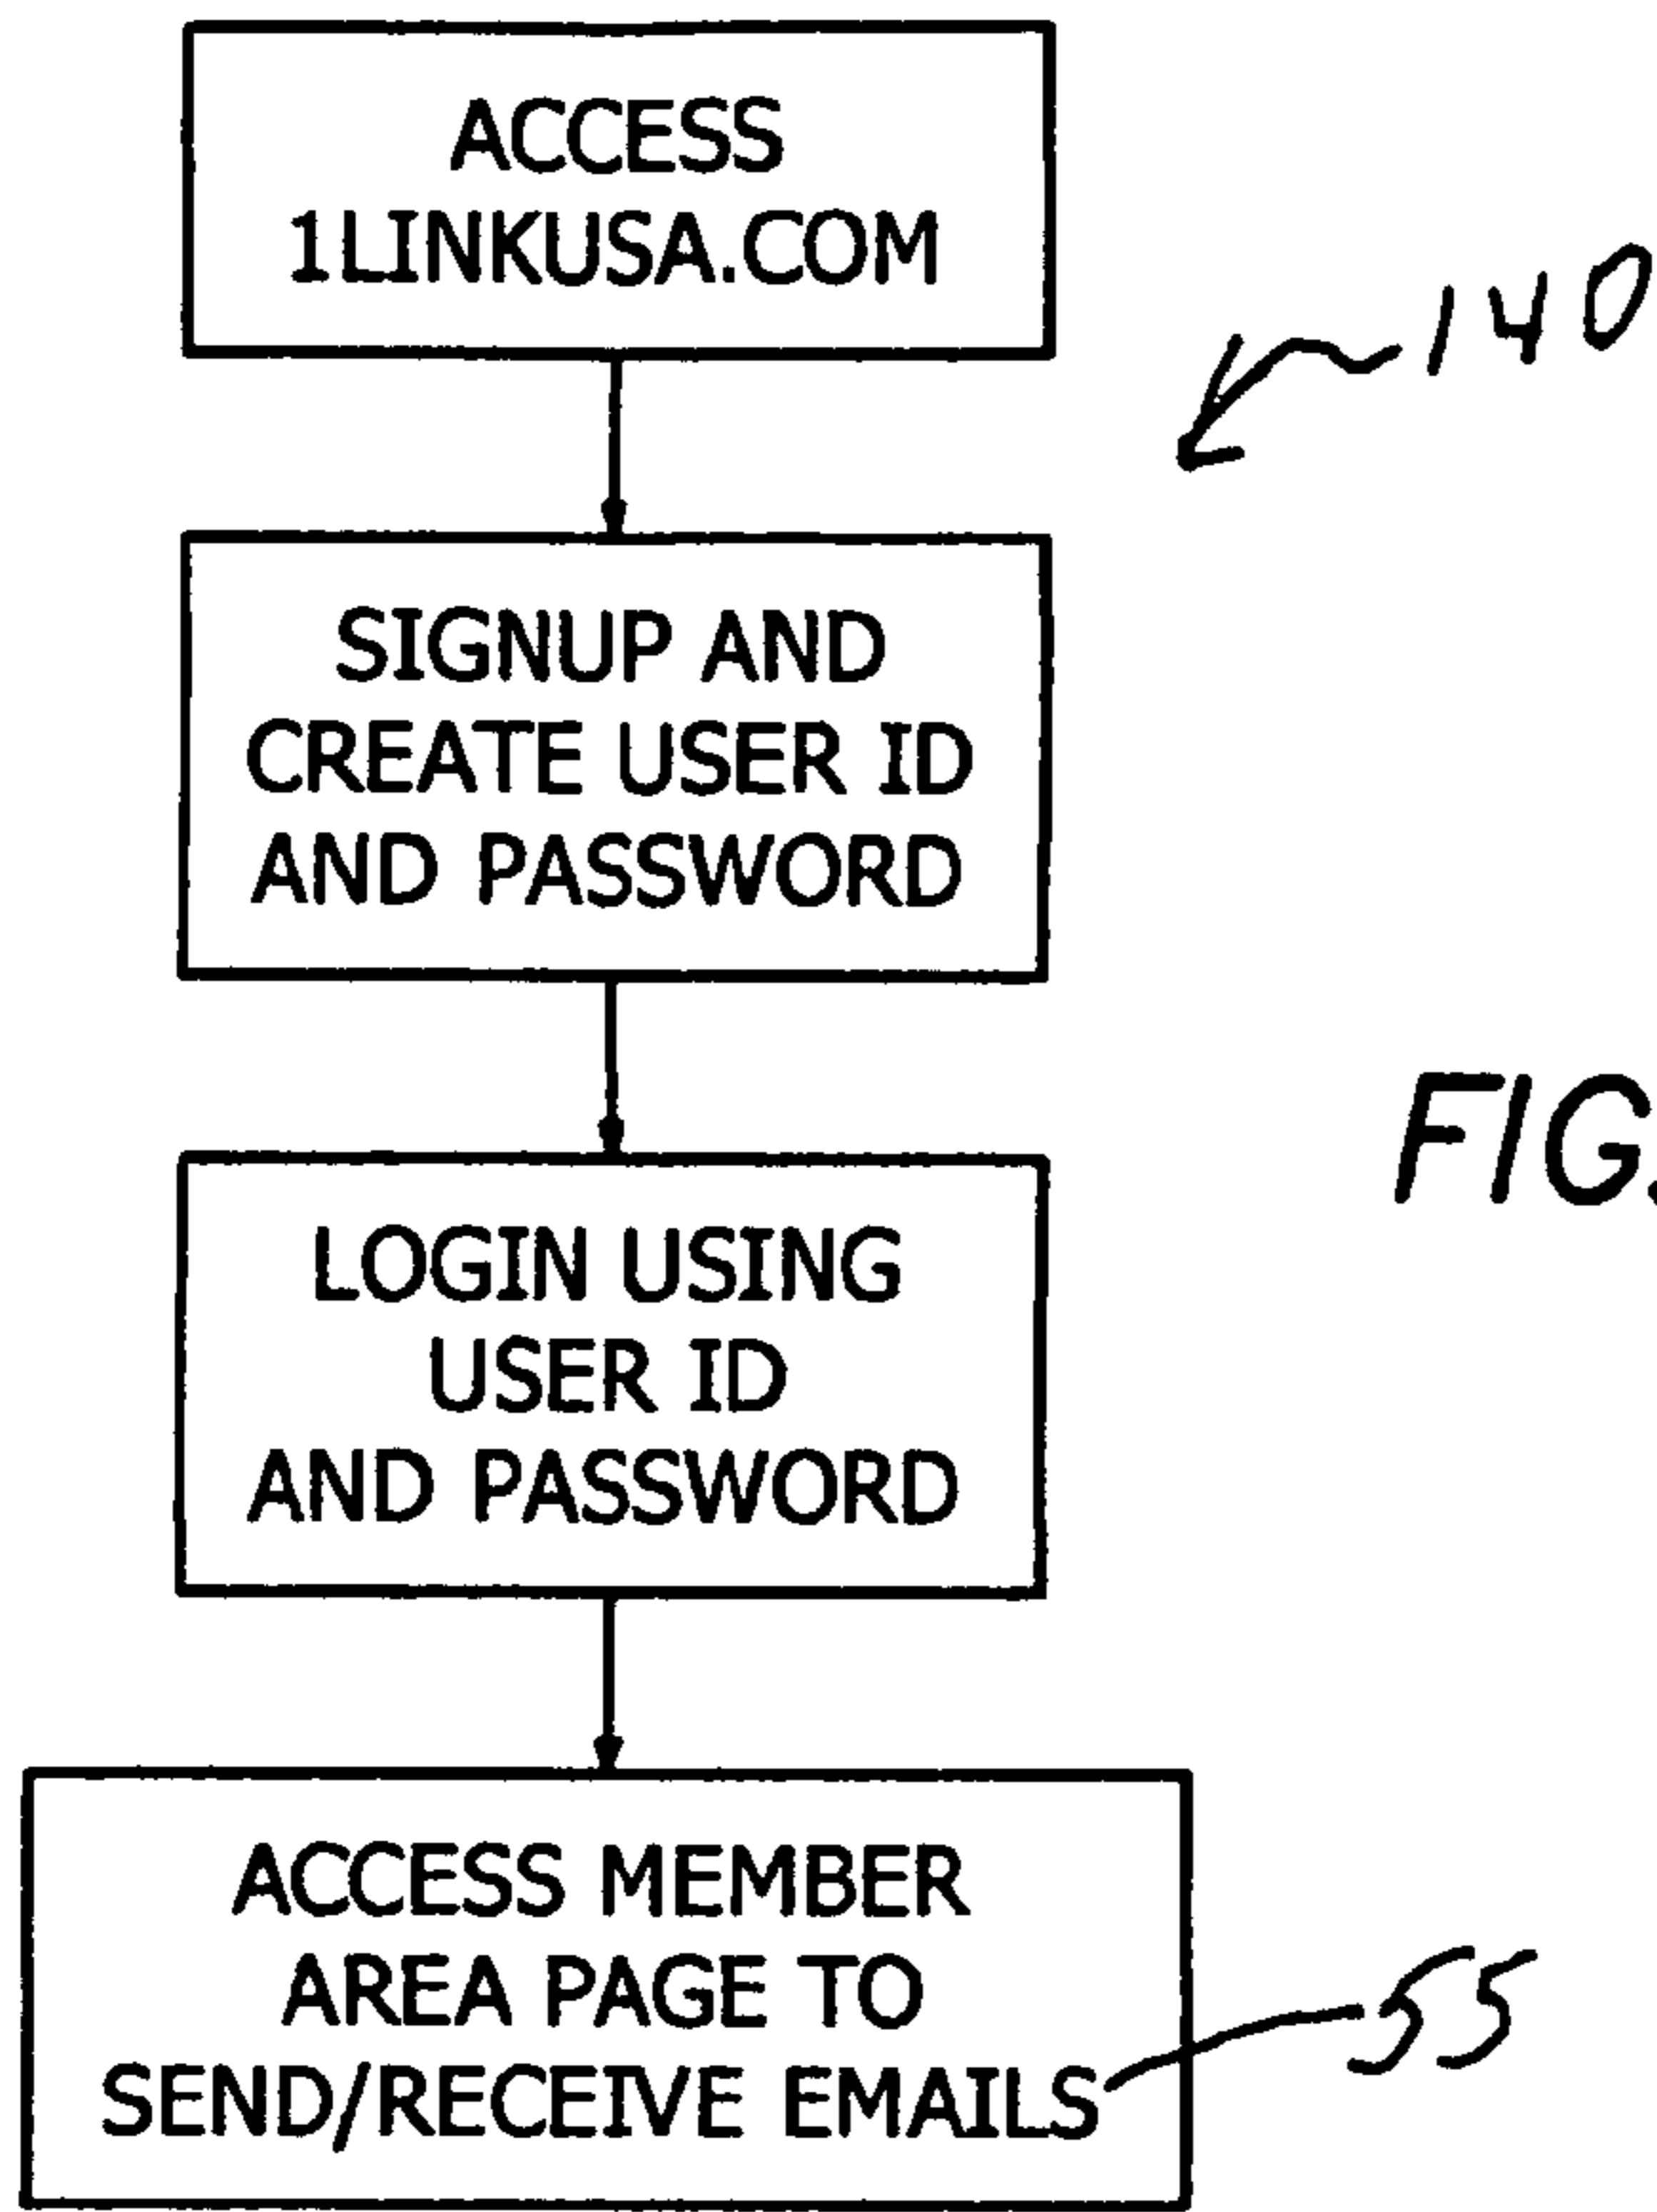 ACCESS
1LINKUSA.COM
140
SIGNUP AND
CREATE USER ID
AND PASSWORD
FIG.
LOGIN USING
USER ID
AND PASSWORD
ACCESS MEMBER
AREA PAGE TO
SEND/RECEIVE EMAILS
55